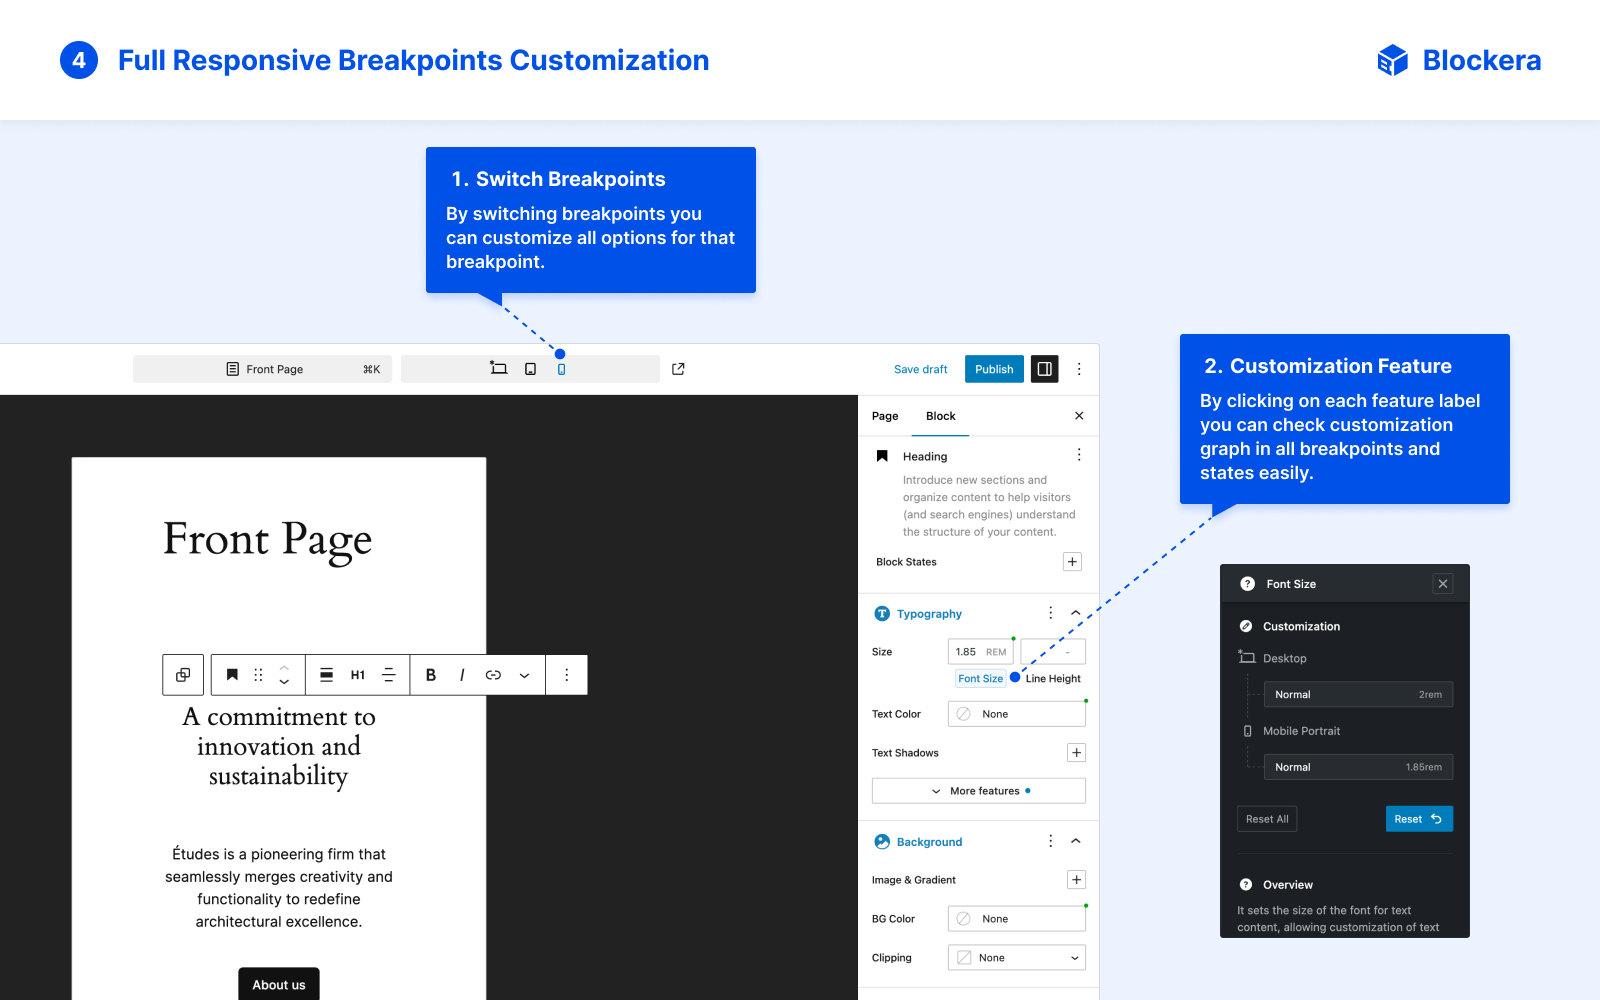 4 Full Responsive Breakpoints Customization
Blockera
1. Switch Breakpoints
By switching breakpoints you
can customize all options for that
breakpoint.
2. Customization Feature
By clicking on each feature label
you can check customization
graph in all breakpoints and
states easily.
Front Page ⌘K
Save draft
Publish
Page Block
Heading
Introduce new sections and
organize content to help visitors
(and search engines) understand
the structure of your content.
Block States
Typography
Size 1.85 REM -
Font Size Line Height
Text Color None
Text Shadows
More features
Background
Image & Gradient
BG Color None
Clipping None
Front Page
H1 B I
A commitment to
innovation and
sustainability
Études is a pioneering firm that
seamlessly merges creativity and
functionality to redefine
architectural excellence.
About us
Font Size
Customization
Desktop
Normal 2rem
Mobile Portrait
Normal 1.85rem
Reset All Reset
Overview
It sets the size of the font for text
content, allowing customization of text